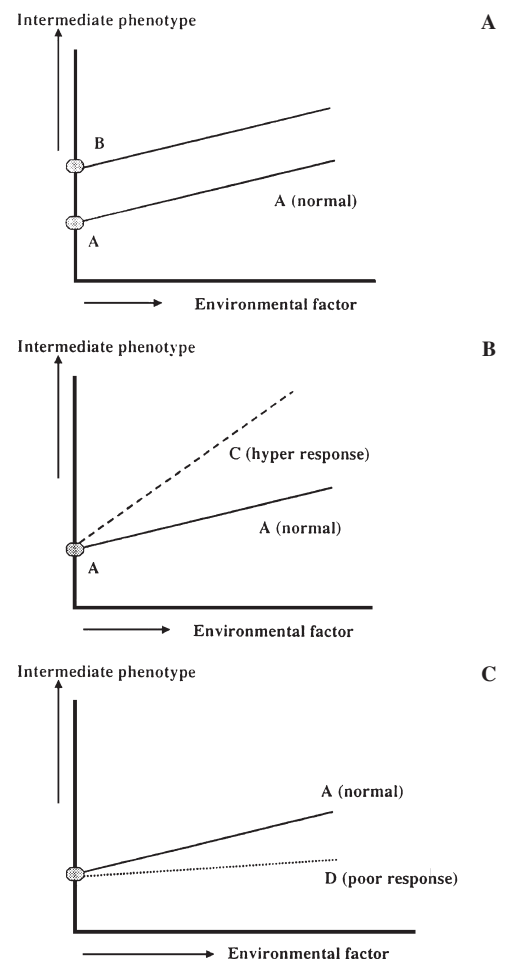 Intermediate phenotype
A
B
A (normal)
A
Environmental factor
Intermediate phenotype
B
C (hyper response)
A (normal)
A
Environmental factor
Intermediate phenotype
C
A (normal)
D (poor response)
Environmental factor